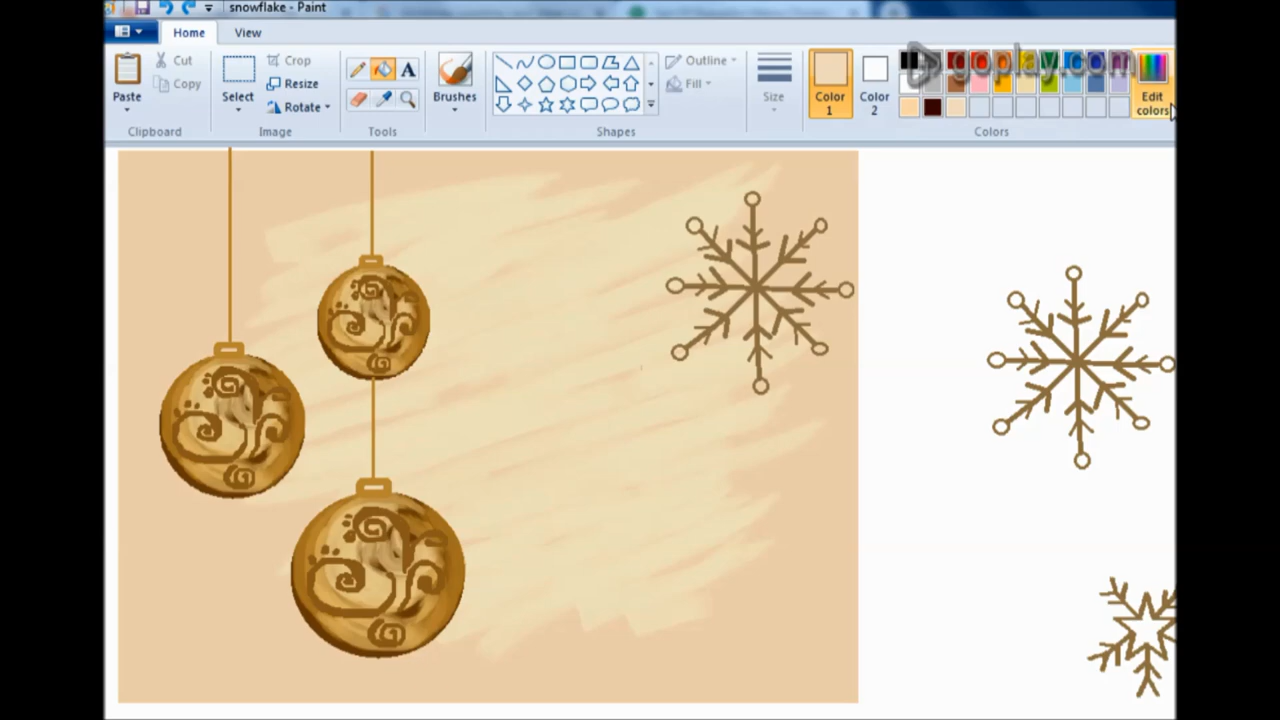 snowflake - Paint
Home View
Paste
Cut
Copy
Clipboard
Select
Crop
Resize
Rotate
Image
A
Tools
Brushes
Outline
Fill
Shapes
Size
Color 1
Color 2
Edit colors
Colors
goplay.com